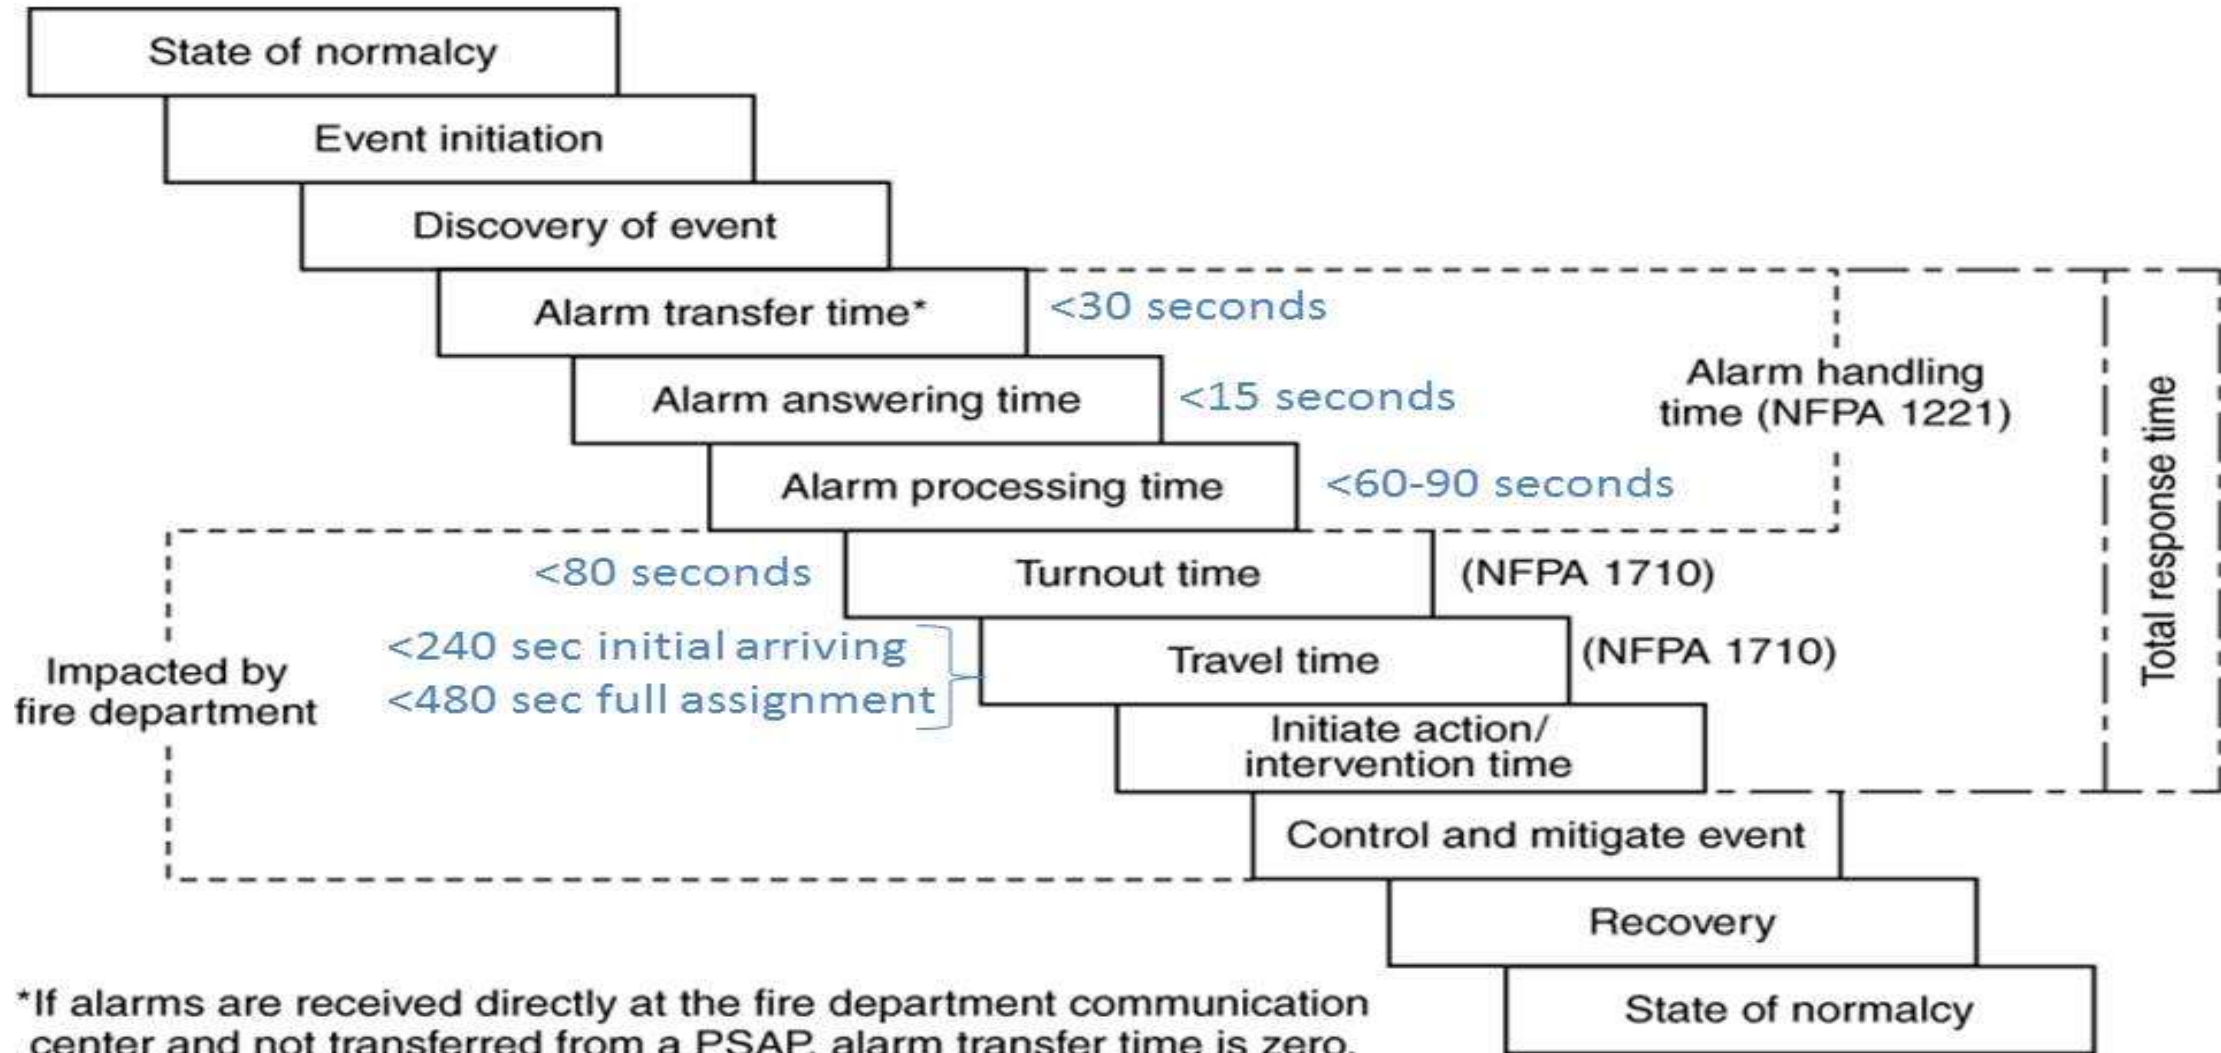 State of normalcy
Event initiation
Discovery of event
Alarm transfer time*
<30 seconds
Alarm answering time
<15 seconds
Alarm handling
time (NFPA 1221)
Alarm processing time
<60-90 seconds
Total response time
<80 seconds
Turnout time
(NFPA 1710)
Impacted by
fire department
<240 sec initial arriving
<480 sec full assignment
Travel time
(NFPA 1710)
Initiate action/
intervention time
Control and mitigate event
Recovery
State of normalcy
*If alarms are received directly at the fire department communication
center and not transferred from a PSAP, alarm transfer time is zero.